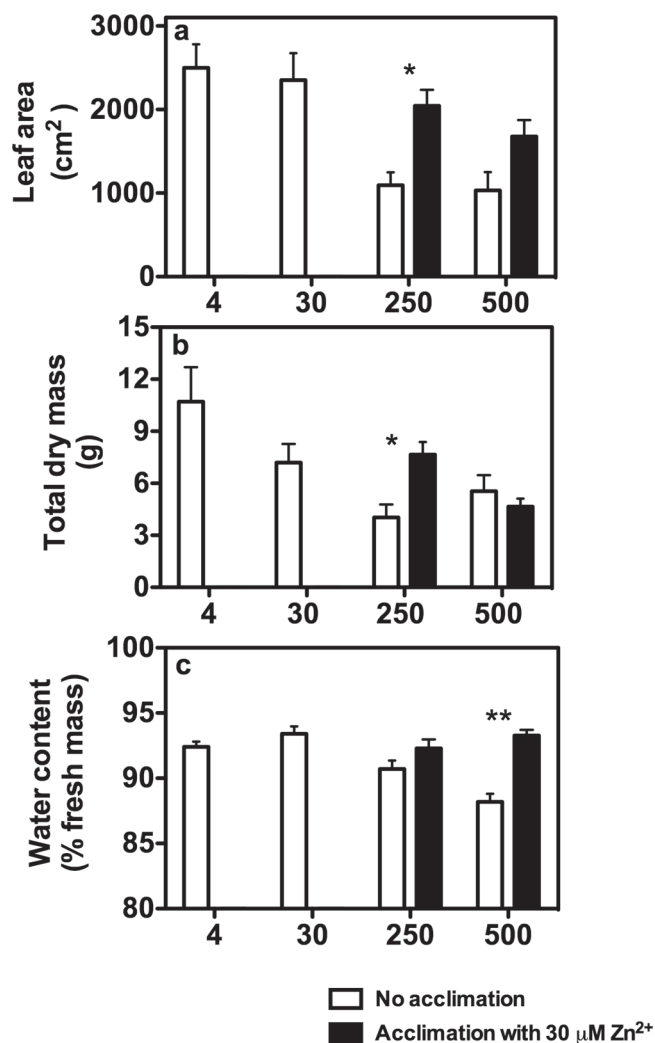 a
Leaf area
(cm2 )
3000
2000
1000
0
*
4 30 250 500
b
Total dry mass
(g)
15
12
9
6
3
0
*
4 30 250 500
c
Water content
(% fresh mass)
100
95
90
85
80
**
4 30 250 500
No acclimation
Acclimation with 30 μM Zn2+